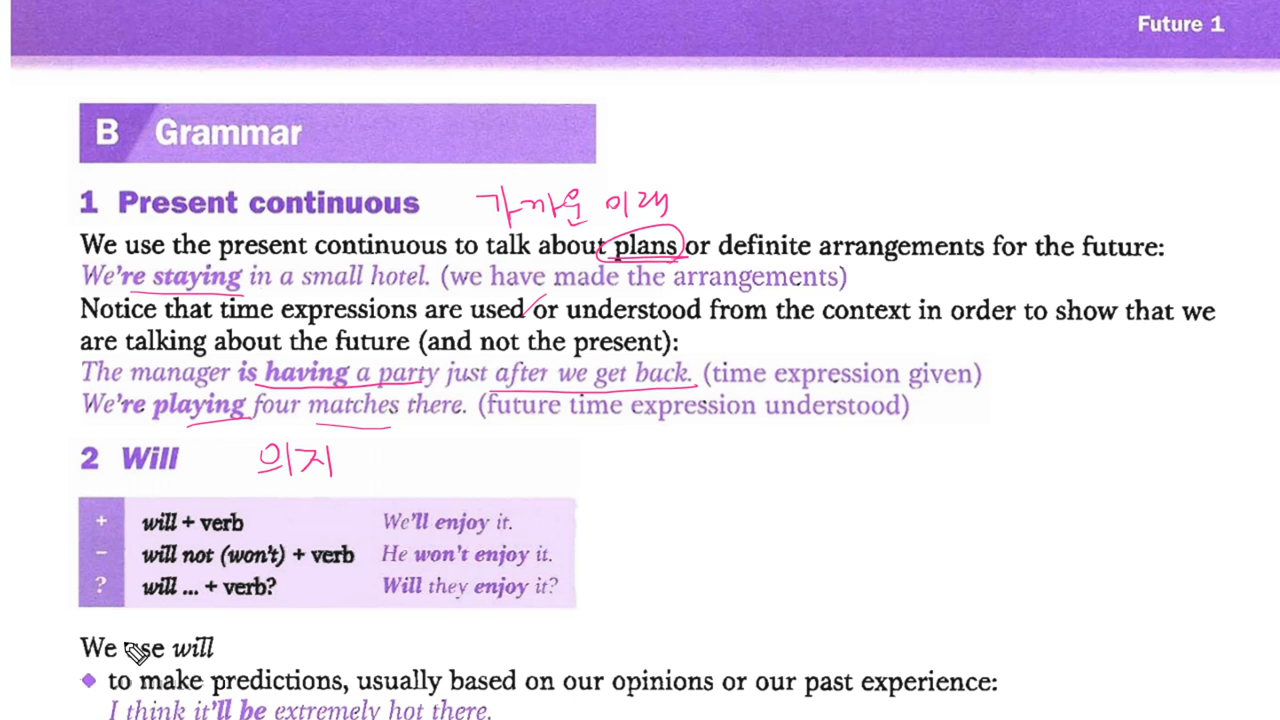 Future 1
B Grammar
1 Present continuous 가까운 미래
We use the present continuous to talk about plans or definite arrangements for the future:
We're staying in a small hotel. (we have made the arrangements)
Notice that time expressions are used or understood from the context in order to show that we
are talking about the future (and not the present):
The manager is having a party just after we get back. (time expression given)
We're playing four matches there. (future time expression understood)
2 Will 의지
+ will + verb We'll enjoy it.
− will not (won't) + verb He won't enjoy it.
? will ... + verb? Will they enjoy it?
We use will
◆ to make predictions, usually based on our opinions or our past experience:
I think it'll be extremely hot there.